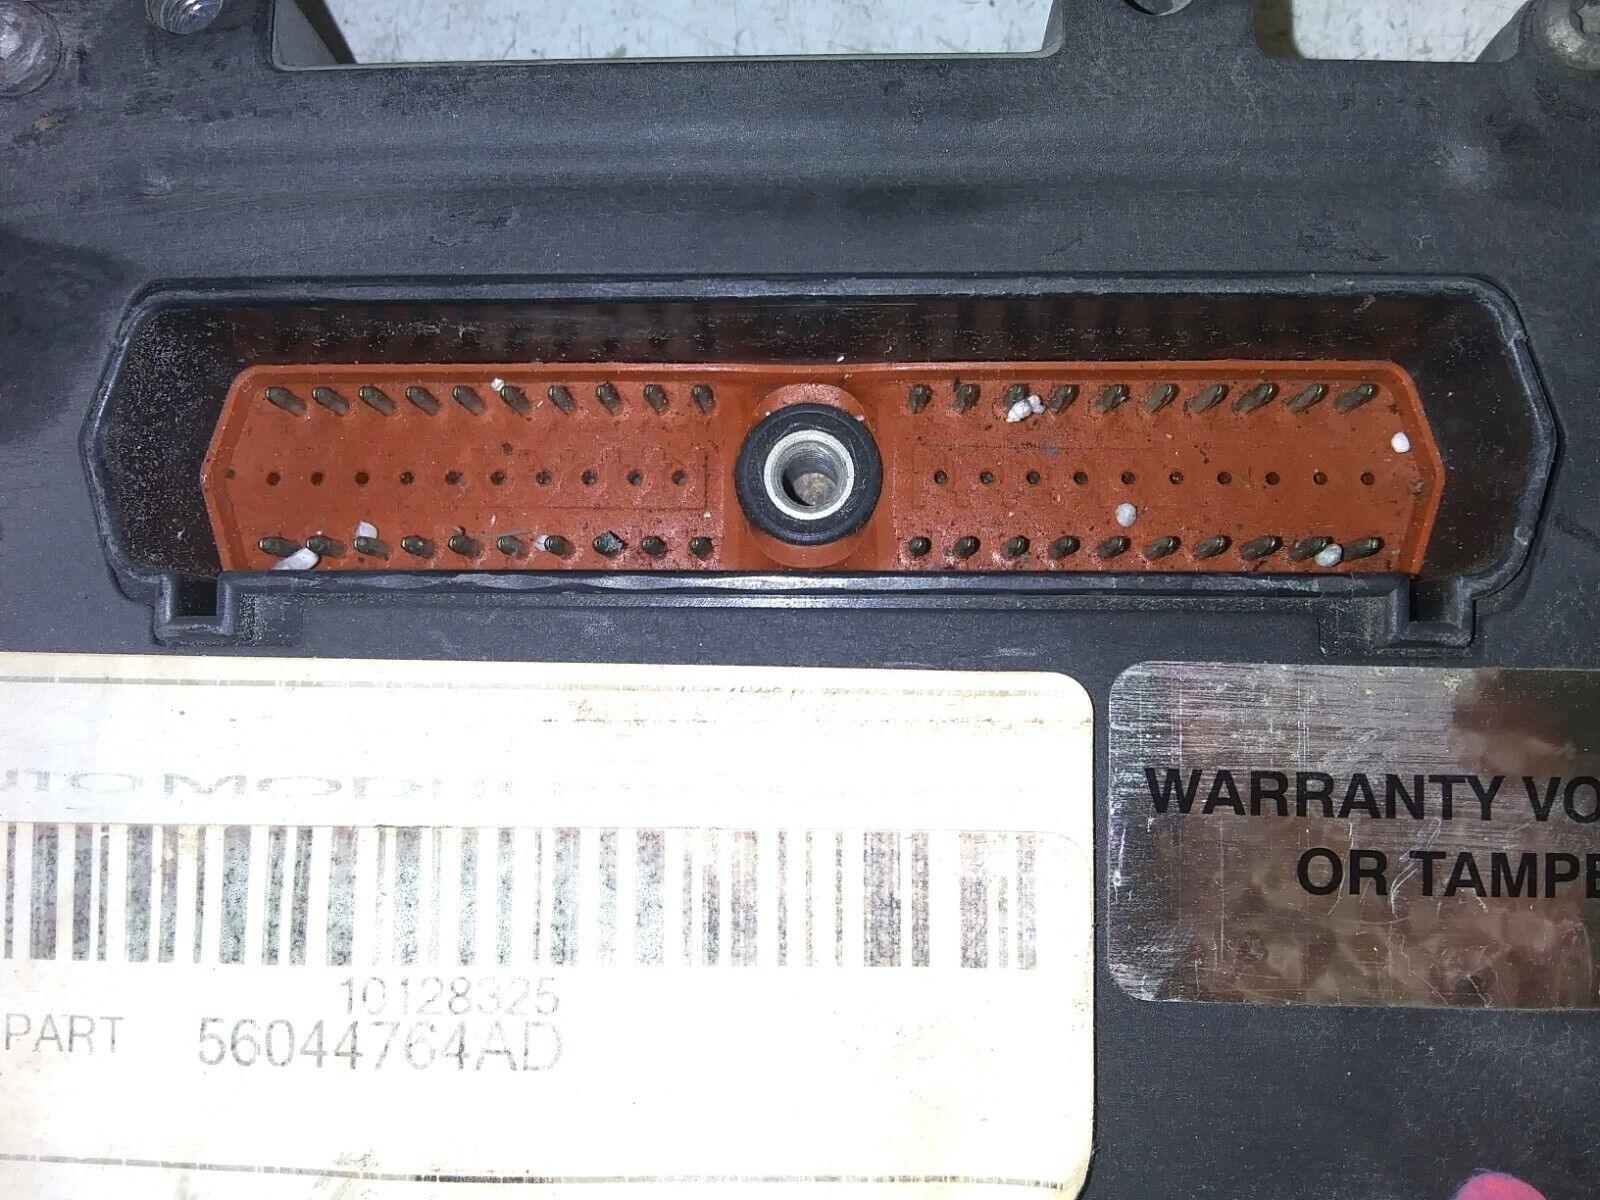 WARRANTY VO
OR TAMPE
10128325
PART 56044764AD